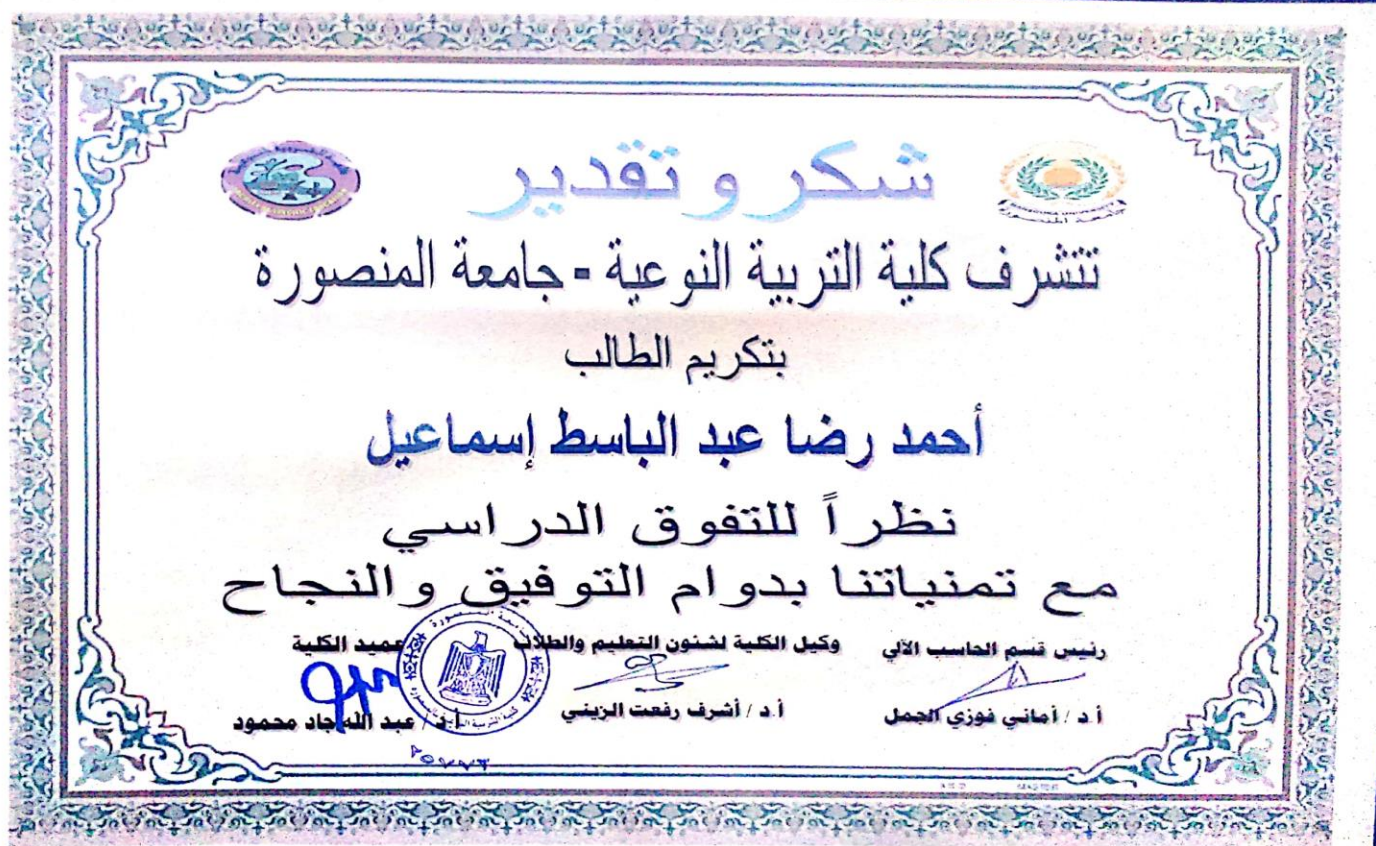 شكر و تقدير
تتشرف كلية التربية النوعية - جامعة المنصورة
بتكريم الطالب
أحمد رضا عبد الباسط إسماعيل
نظراً للتفوق الدراسي
مع تمنياتنا بدوام التوفيق والنجاح
رئيس قسم الحاسب الآلي وكيل الكلية لشئون التعليم والطلاب عميد الكلية
أ.د / أماني فوزي الجمل أ.د / أشرف رفعت الزيني أ.د / عبد الله جاد محمود